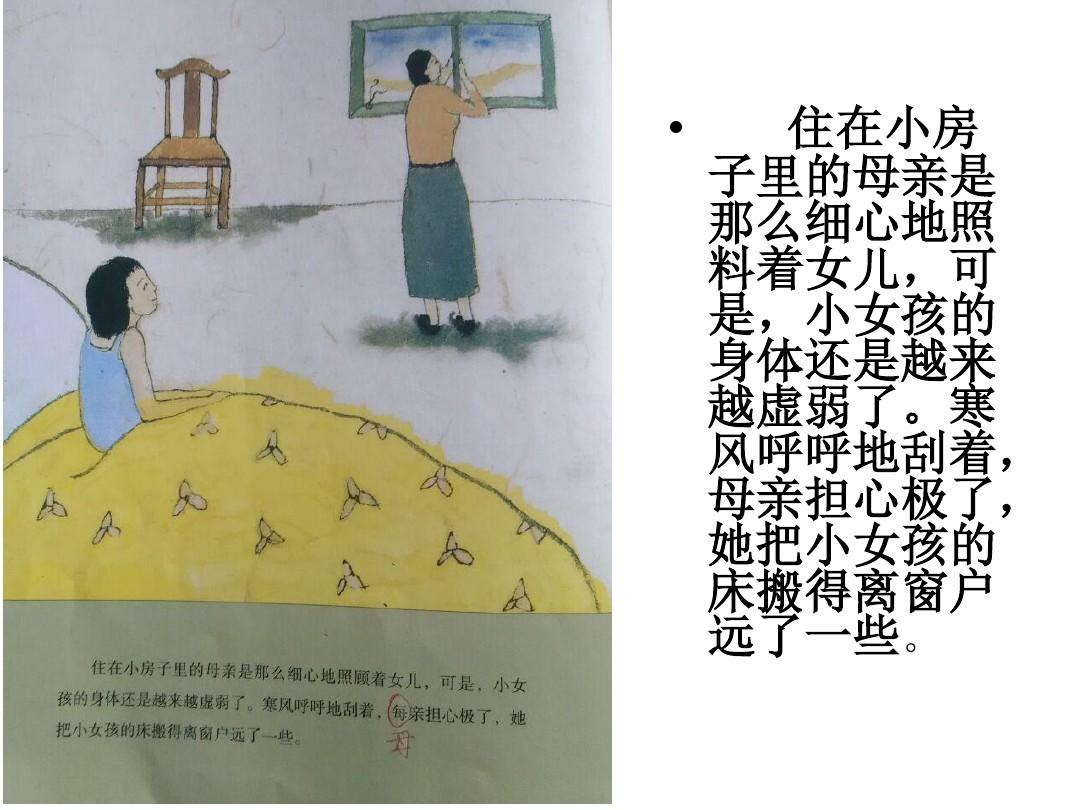 住在小房子里的母亲是那么细心地照顾着女儿，可是，小女
孩的身体还是越来越虚弱了。寒风呼呼地刮着，每亲担心极了，她
把小女孩的床搬得离窗户远了一些。
母
• 住在小房
子里的母亲是
那么细心地照
料着女儿，可
是，小女孩的
身体还是越来
越虚弱了。寒
风呼呼地刮着，
母亲担心极了，
她把小女孩的
床搬得离窗户
远了一些。